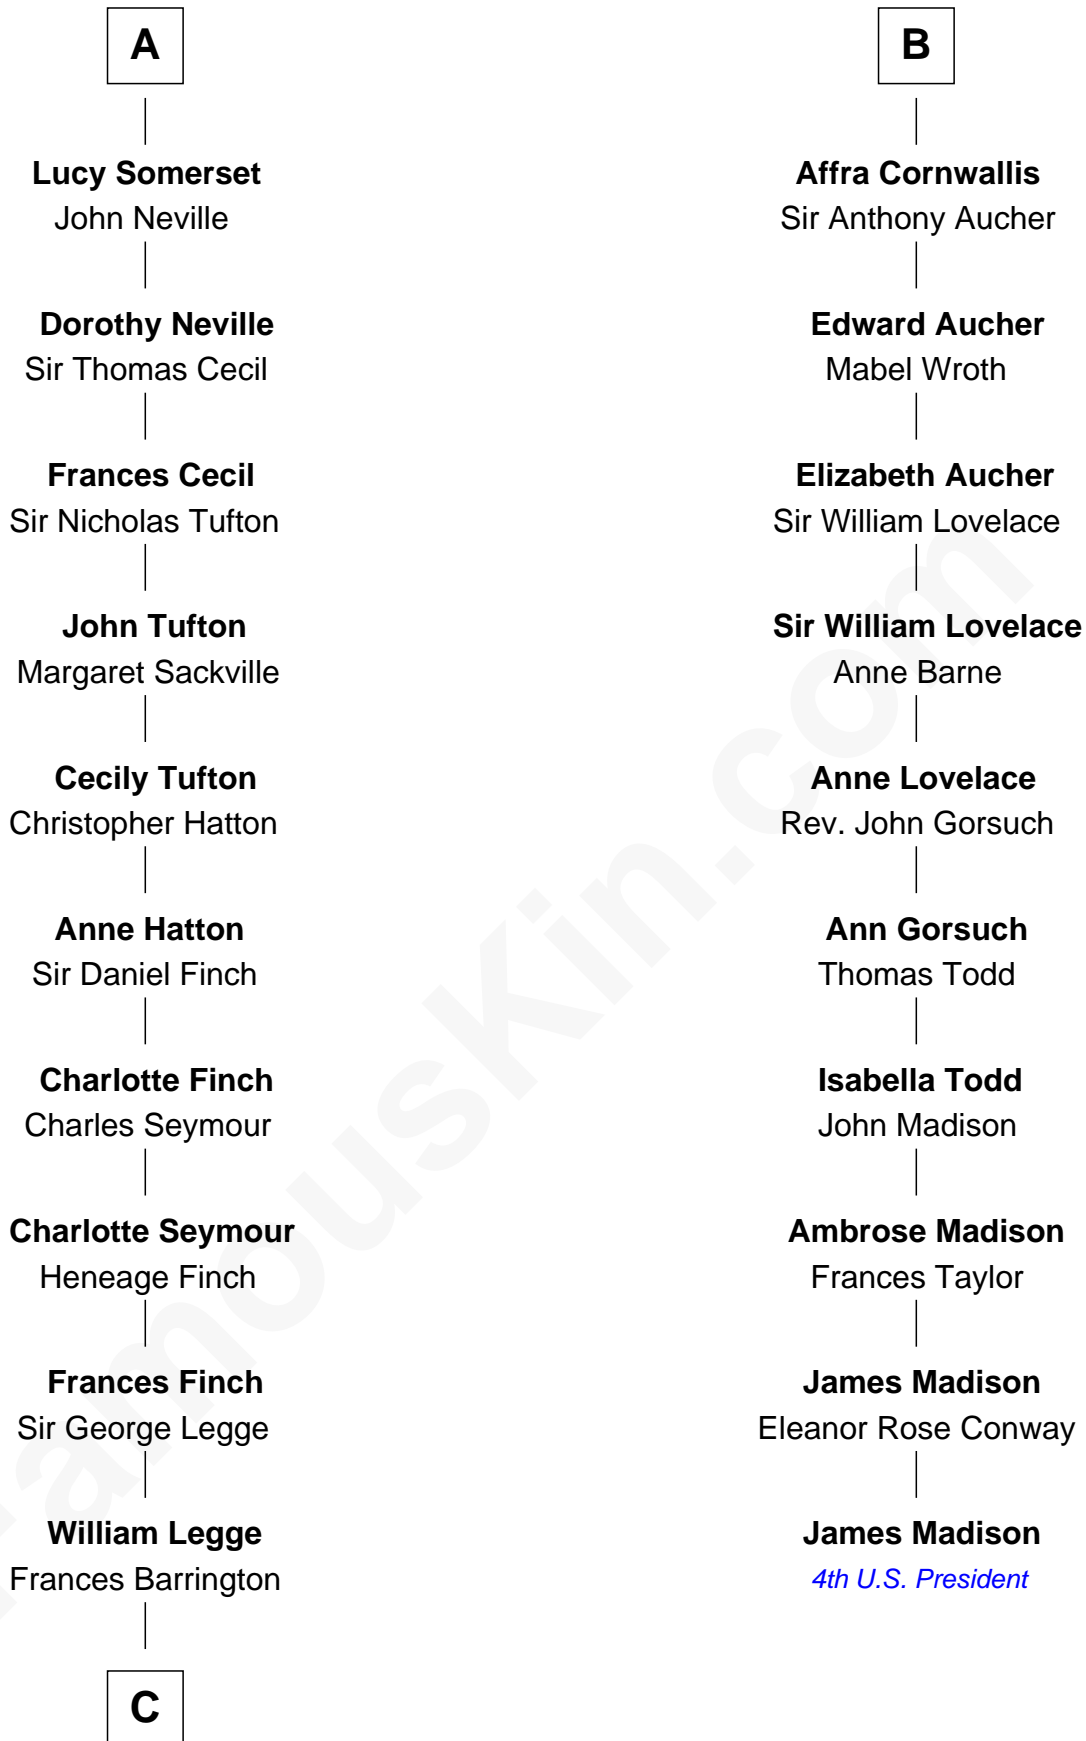 A
Lucy Somerset
John Neville
Dorothy Neville
Sir Thomas Cecil
Frances Cecil
Sir Nicholas Tufton
John Tufton
Margaret Sackville
Cecily Tufton
Christopher Hatton
Anne Hatton
Sir Daniel Finch
Charlotte Finch
Charles Seymour
Charlotte Seymour
Heneage Finch
Frances Finch
Sir George Legge
William Legge
Frances Barrington
C
B
Affra Cornwallis
Sir Anthony Aucher
Edward Aucher
Mabel Wroth
Elizabeth Aucher
Sir William Lovelace
Sir William Lovelace
Anne Barne
Anne Lovelace
Rev. John Gorsuch
Ann Gorsuch
Thomas Todd
Isabella Todd
John Madison
Ambrose Madison
Frances Taylor
James Madison
Eleanor Rose Conway
James Madison
4th U.S. President
FamousKin.com